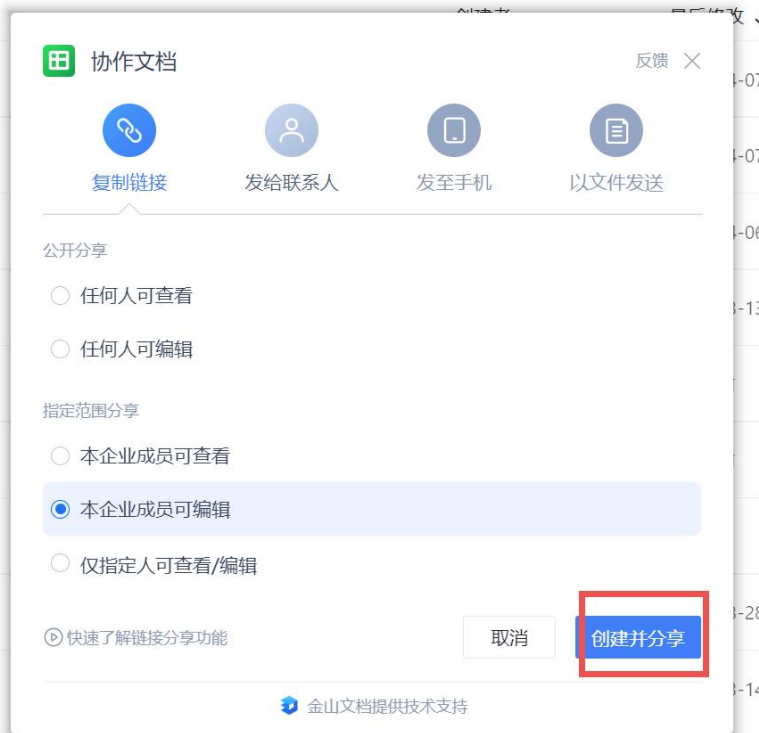 协作文档
反馈
复制链接
发给联系人
发至手机
以文件发送
公开分享
任何人可查看
任何人可编辑
指定范围分享
本企业成员可查看
本企业成员可编辑
仅指定人可查看/编辑
快速了解链接分享功能
取消
创建并分享
金山文档提供技术支持